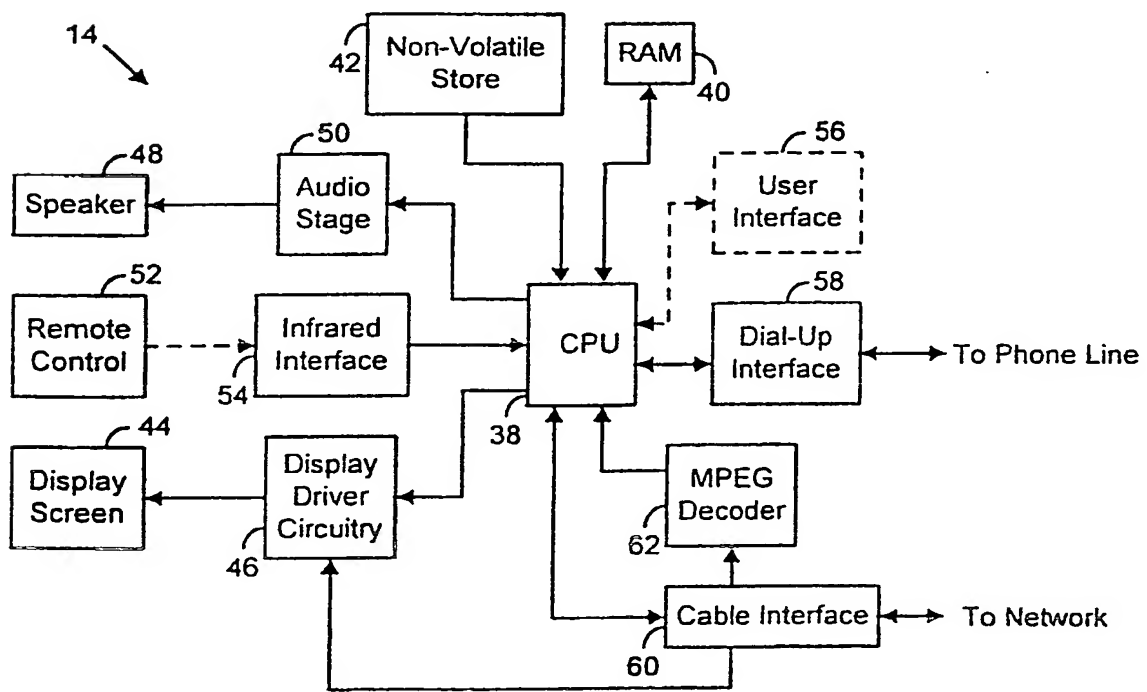 14
42
Non-Volatile
Store
RAM
40
50
48
Speaker
Audio
Stage
56
User
Interface
52
Remote
Control
Infrared
Interface
54
CPU
38
58
Dial-Up
Interface
To Phone Line
44
Display
Screen
Display
Driver
Circuitry
46
MPEG
Decoder
62
Cable Interface
60
To Network